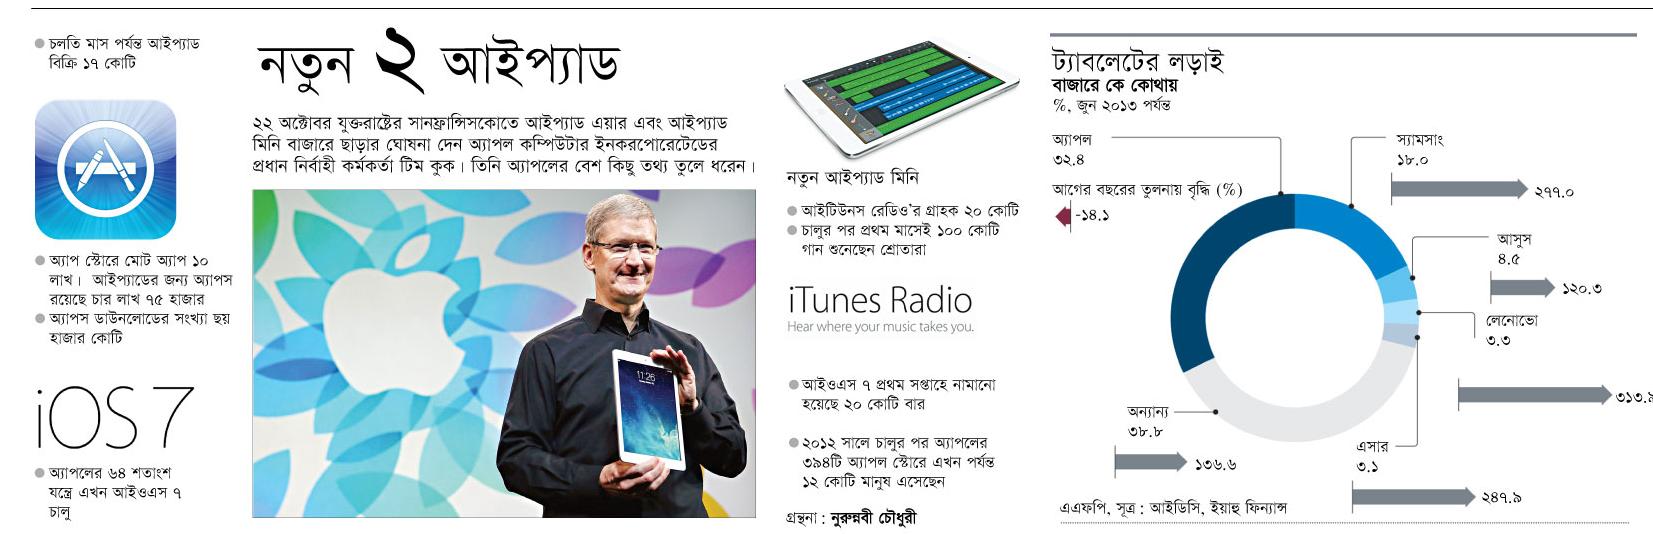 চলতি মাস পর্যন্ত আইপ্যাড
বিক্রি ১৭ কোটি
অ্যাপ স্টোরে মোট অ্যাপ ১০
লাখ। আইপ্যাডের জন্য অ্যাপস
রয়েছে চার লাখ ৭৫ হাজার
অ্যাপস ডাউনলোডের সংখ্যা ছয়
হাজার কোটি
iOS 7
অ্যাপলের ৬৪ শতাংশ
যন্ত্রে এখন আইওএস ৭
চালু
নতুন ২ আইপ্যাড
২২ অক্টোবর যুক্তরাষ্ট্রের সানফ্রান্সিসকোতে আইপ্যাড এয়ার এবং আইপ্যাড
মিনি বাজারে ছাড়ার ঘোষনা দেন অ্যাপল কম্পিউটার ইনকরপোরেটেডের
প্রধান নির্বাহী কর্মকর্তা টিম কুক। তিনি অ্যাপলের বেশ কিছু তথ্য তুলে ধরেন।
11:26
নতুন আইপ্যাড মিনি
আইটিউনস রেডিও'র গ্রাহক ২০ কোটি
চালুর পর প্রথম মাসেই ১০০ কোটি
গান শুনেছেন শ্রোতারা
iTunes Radio
Hear where your music takes you.
আইওএস ৭ প্রথম সপ্তাহে নামানো
হয়েছে ২০ কোটি বার
২০১২ সালে চালুর পর অ্যাপলের
৩৯৪টি অ্যাপল স্টোরে এখন পর্যন্ত
১২ কোটি মানুষ এসেছেন
গ্রন্থনা : নুরুন্নবী চৌধুরী
ট্যাবলেটের লড়াই
বাজারে কে কোথায়
%, জুন ২০১৩ পর্যন্ত
অ্যাপল
৩২.৪
আগের বছরের তুলনায় বৃদ্ধি (%)
-১৪.১
স্যামসাং
১৮.০
২৭৭.০
আসুস
৪.৫
১২০.৩
লেনোভো
৩.৩
৩১৩.৯
এসার
৩.১
২৪৭.৯
অন্যান্য
৩৮.৮
১৩৬.৬
এএফপি, সূত্র : আইডিসি, ইয়াহু ফিন্যান্স